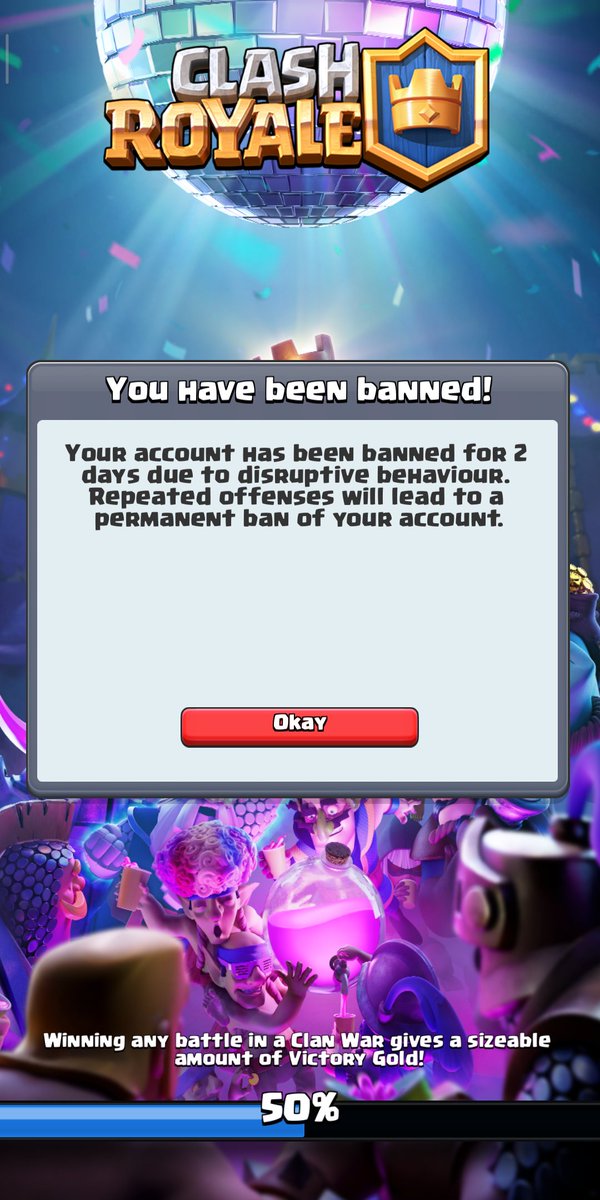 CLASH
ROYALE
You have been banned!
Your account has been banned for 2
days due to disruptive behaviour.
Repeated offenses will lead to a
permanent ban of your account.
Okay
Winning any battle in a Clan War gives a sizeable
amount of Victory Gold!
50%